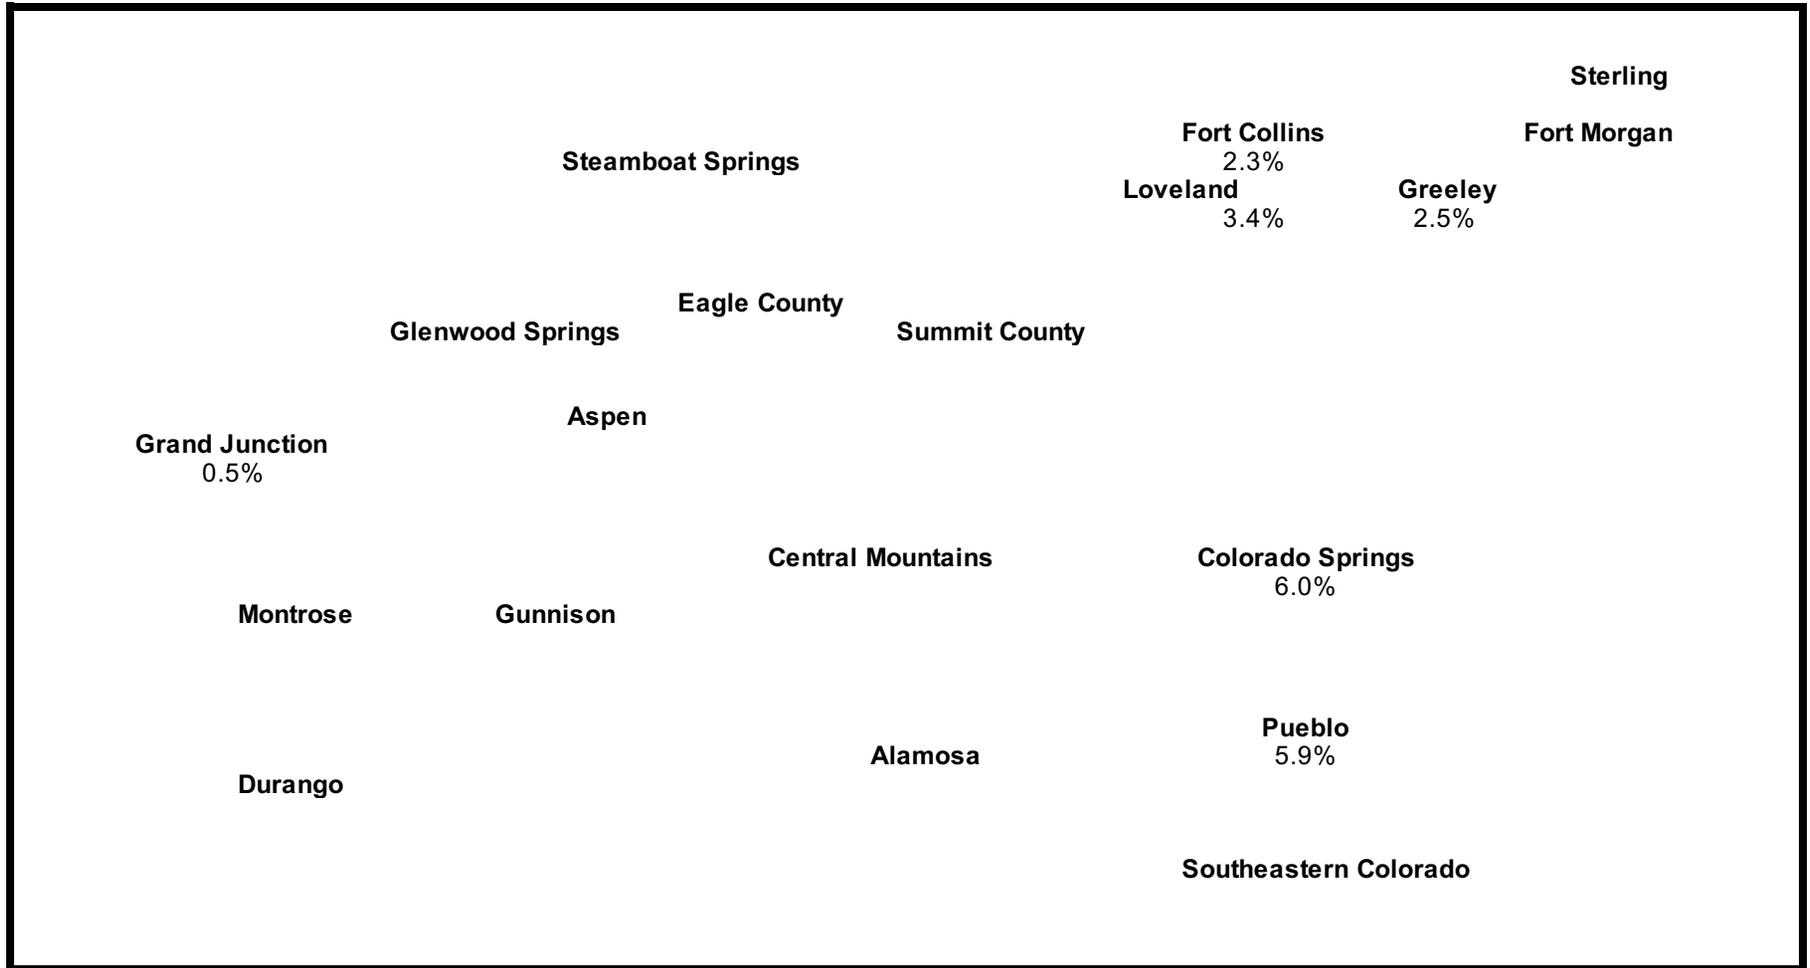 Sterling
Fort Collins Fort Morgan
Steamboat Springs 2.3%
Loveland Greeley
3.4% 2.5%
Eagle County
Glenwood Springs Summit County
Aspen
Grand Junction
0.5%
Central Mountains Colorado Springs
6.0%
Montrose Gunnison
Pueblo
Alamosa 5.9%
Durango
Southeastern Colorado